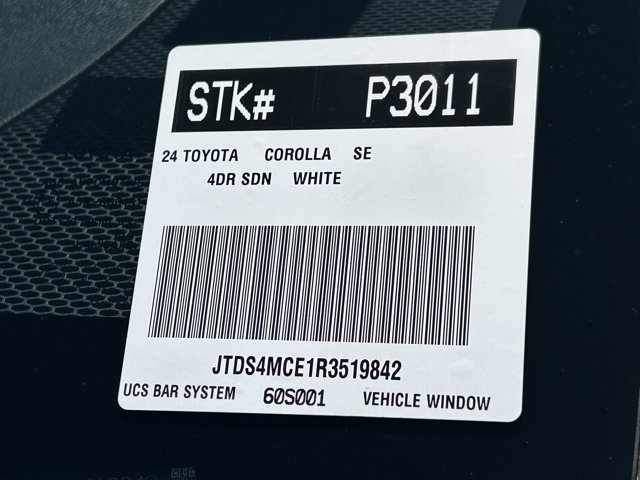 STK# P3011
24 TOYOTA COROLLA SE
4DR SDN WHITE
JTDS4MCE1R3519842
UCS BAR SYSTEM 60S001 VEHICLE WINDOW